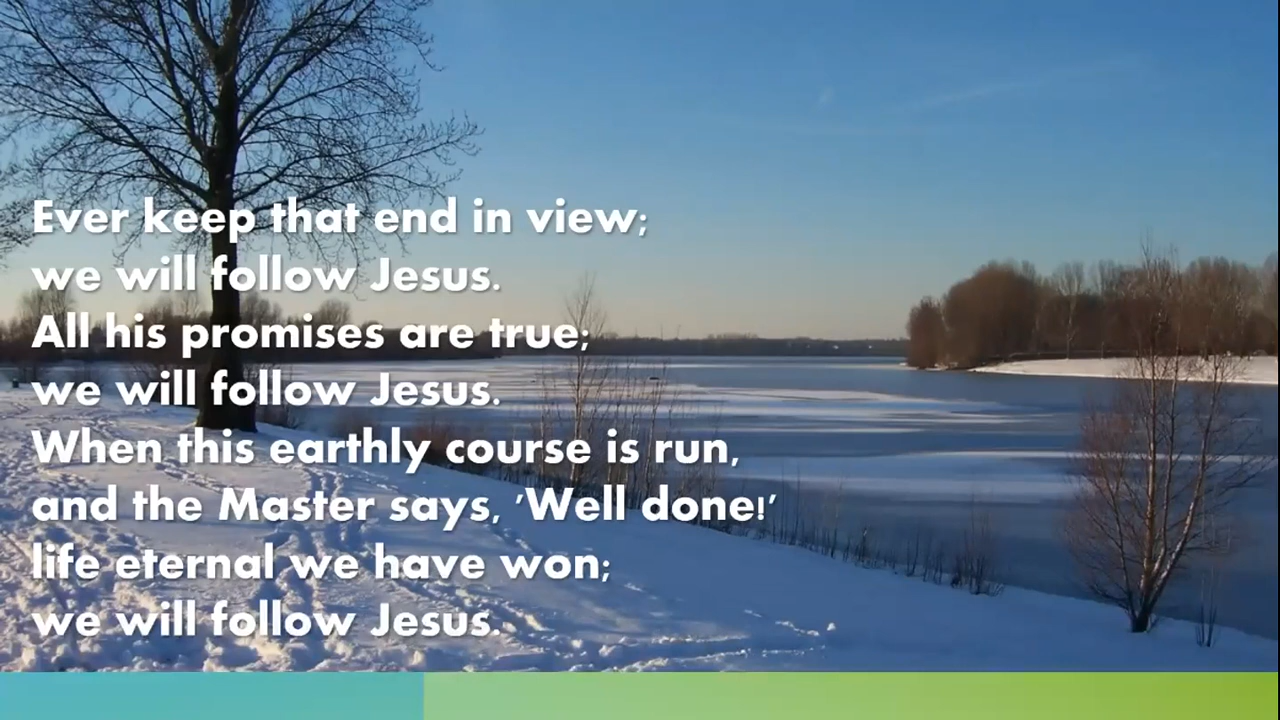 Ever keep that end in view;
we will follow Jesus.
All his promises are true;
we will follow Jesus.
When this earthly course is run,
and the Master says, 'Well done!'
life eternal we have won;
we will follow Jesus.